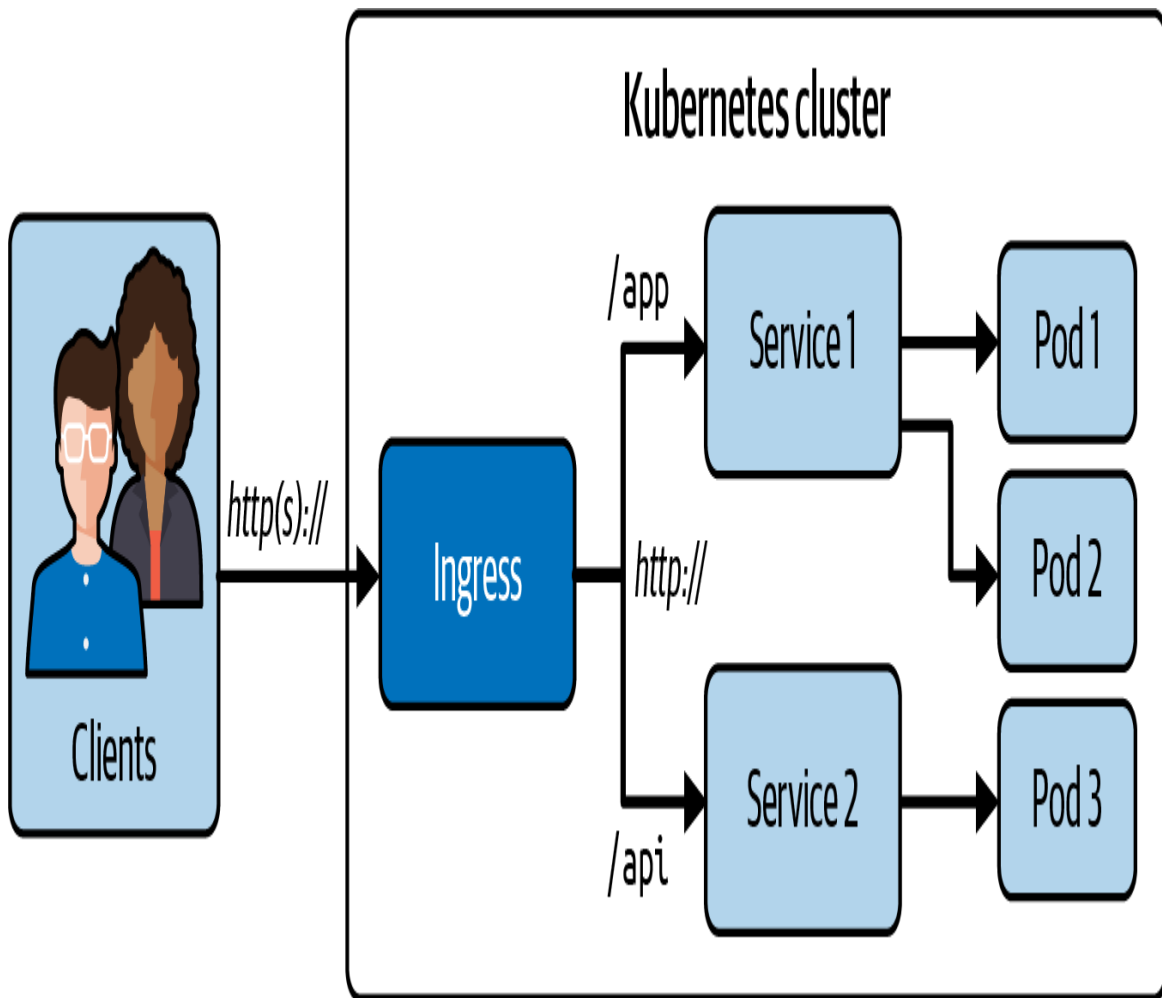 Kubernetes cluster
/app
Service 1
Pod 1
http(s)://
Ingress
http://
Pod 2
Clients
Service 2
Pod 3
/api